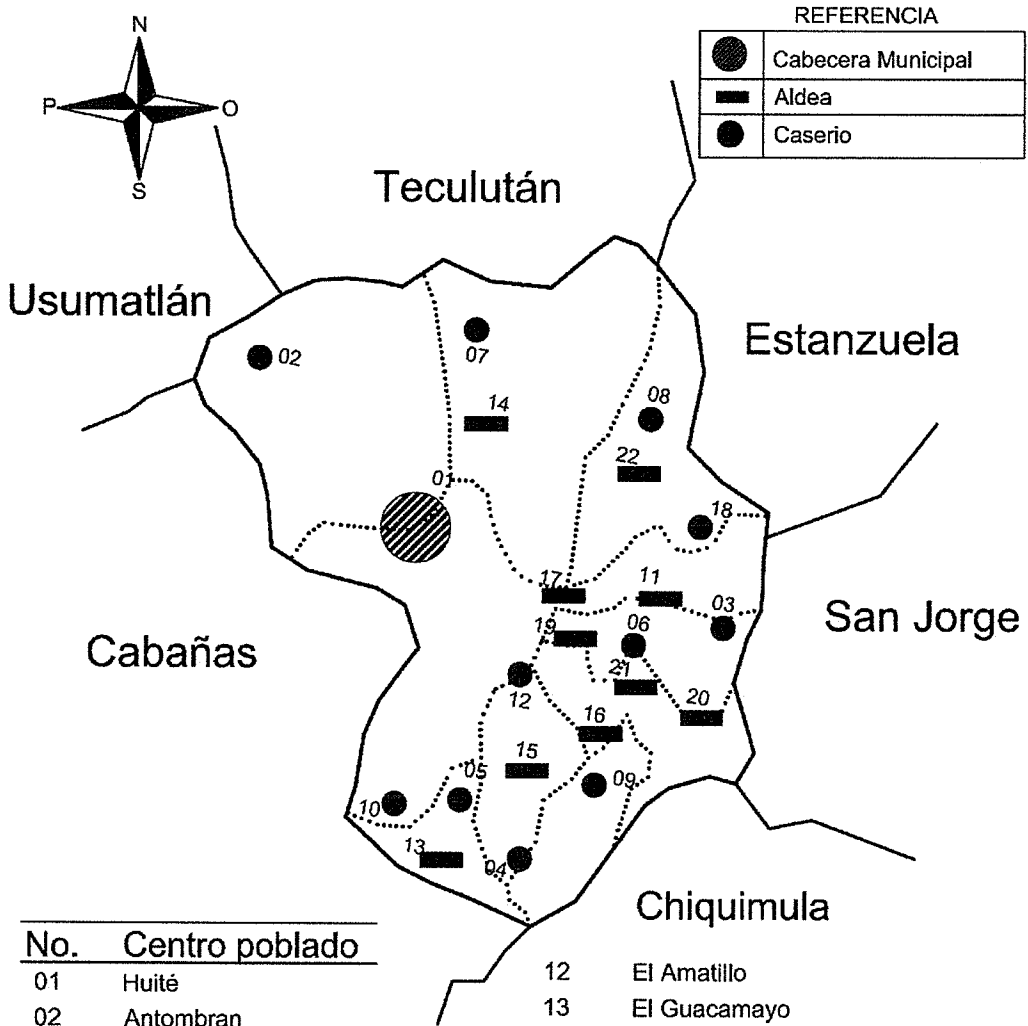 REFERENCIA
Cabecera Municipal
Aldea
Caserio
N
P
O
S
Teculután
Usumatlán
Estanzuela
02
07
08
14
22
01
18
17
11
03
San Jorge
19
06
Cabañas
12
21
20
16
15
05
09
10
13
04
Chiquimula
No. Centro poblado
01 Huité
02 Antombran
12 El Amatillo
13 El Guacamayo